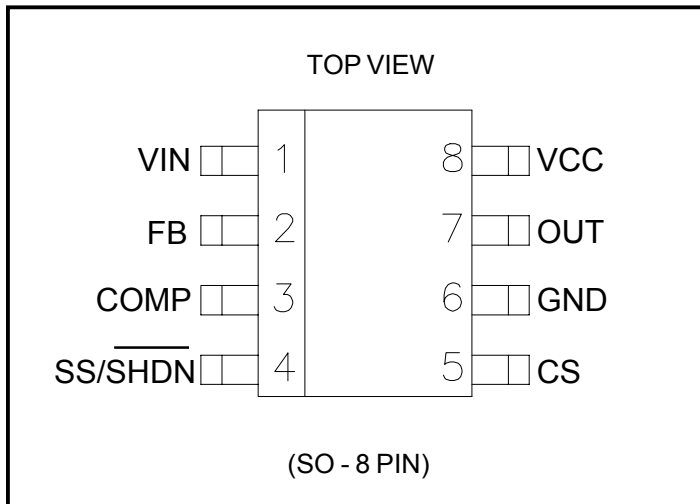 TOP VIEW
VIN 1 8 VCC
FB 2 7 OUT
COMP 3 6 GND
SS/SHDN 4 5 CS
(SO - 8 PIN)